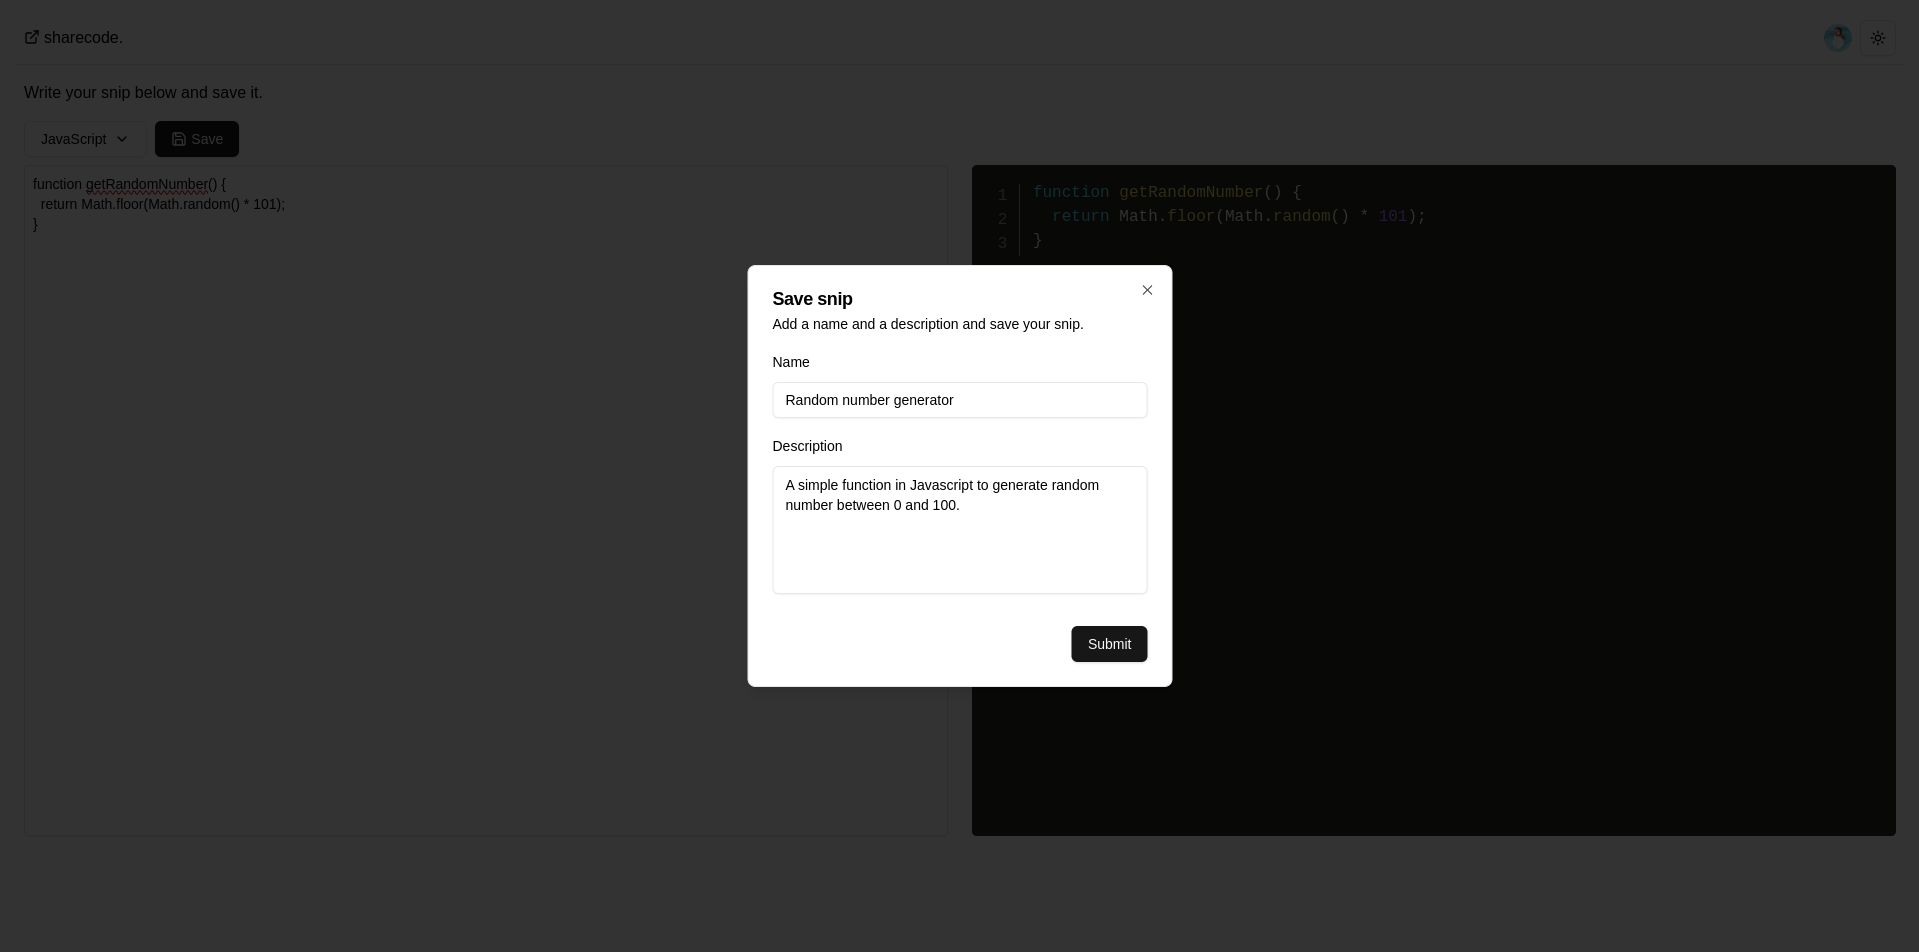 sharecode.
Write your snip below and save it.
JavaScript
Save
function getRandomNumber() {
  return Math.floor(Math.random() * 101);
}
1 function getRandomNumber() {
2   return Math.floor(Math.random() * 101);
3 }
Save snip
Add a name and a description and save your snip.
Name
Random number generator
Description
A simple function in Javascript to generate random
number between 0 and 100.
Submit